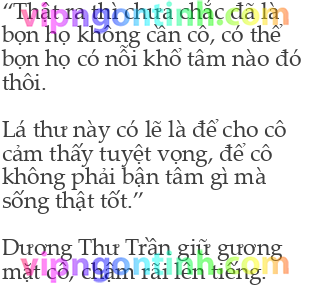 “Thật ra thì chưa chắc đã là
bọn họ không cần cô, có thể
bọn họ có nỗi khổ tâm nào đó
thôi.
Lá thư này có lẽ là để cho cô
cảm thấy tuyệt vọng, để cô
không phải bận tâm gì mà
sống thật tốt.”
Dương Thư Trần giữ gương
mặt cô, chậm rãi lên tiếng.
vipngontinh.com
vipngontinh.com